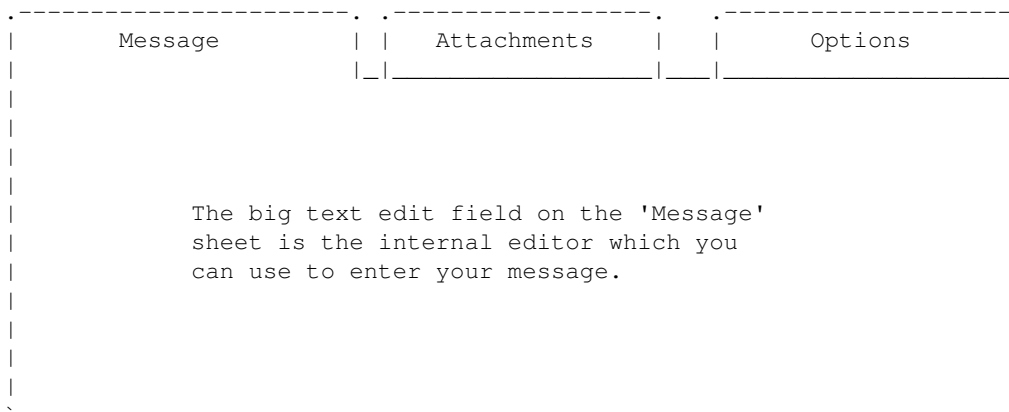 Message Attachments Options
The big text edit field on the 'Message'
sheet is the internal editor which you
can use to enter your message.